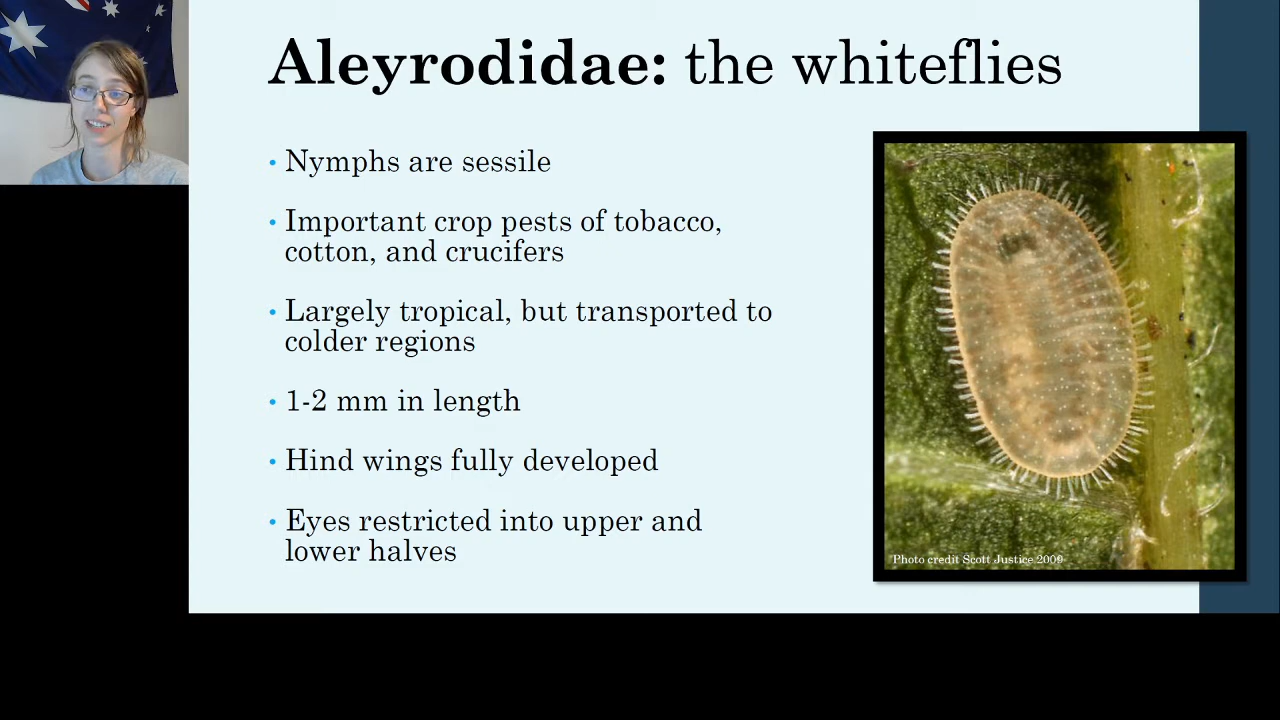 Aleyrodidae: the whiteflies
• Nymphs are sessile
• Important crop pests of tobacco,
cotton, and crucifers
• Largely tropical, but transported to
colder regions
• 1-2 mm in length
• Hind wings fully developed
• Eyes restricted into upper and
lower halves
Photo credit Scott Justice 2009